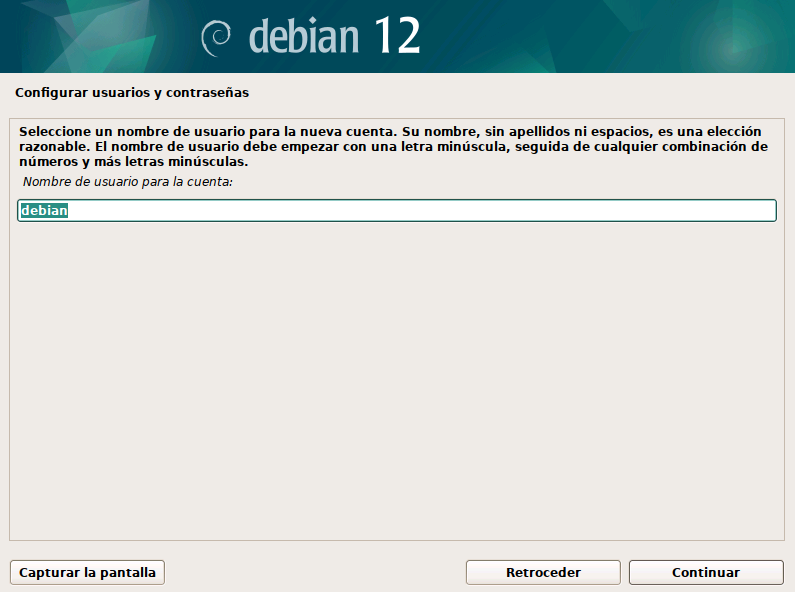 debian 12
Configurar usuarios y contraseñas
Seleccione un nombre de usuario para la nueva cuenta. Su nombre, sin apellidos ni espacios, es una elección
razonable. El nombre de usuario debe empezar con una letra minúscula, seguida de cualquier combinación de
números y más letras minúsculas.
Nombre de usuario para la cuenta:
debian
Capturar la pantalla
Retroceder
Continuar